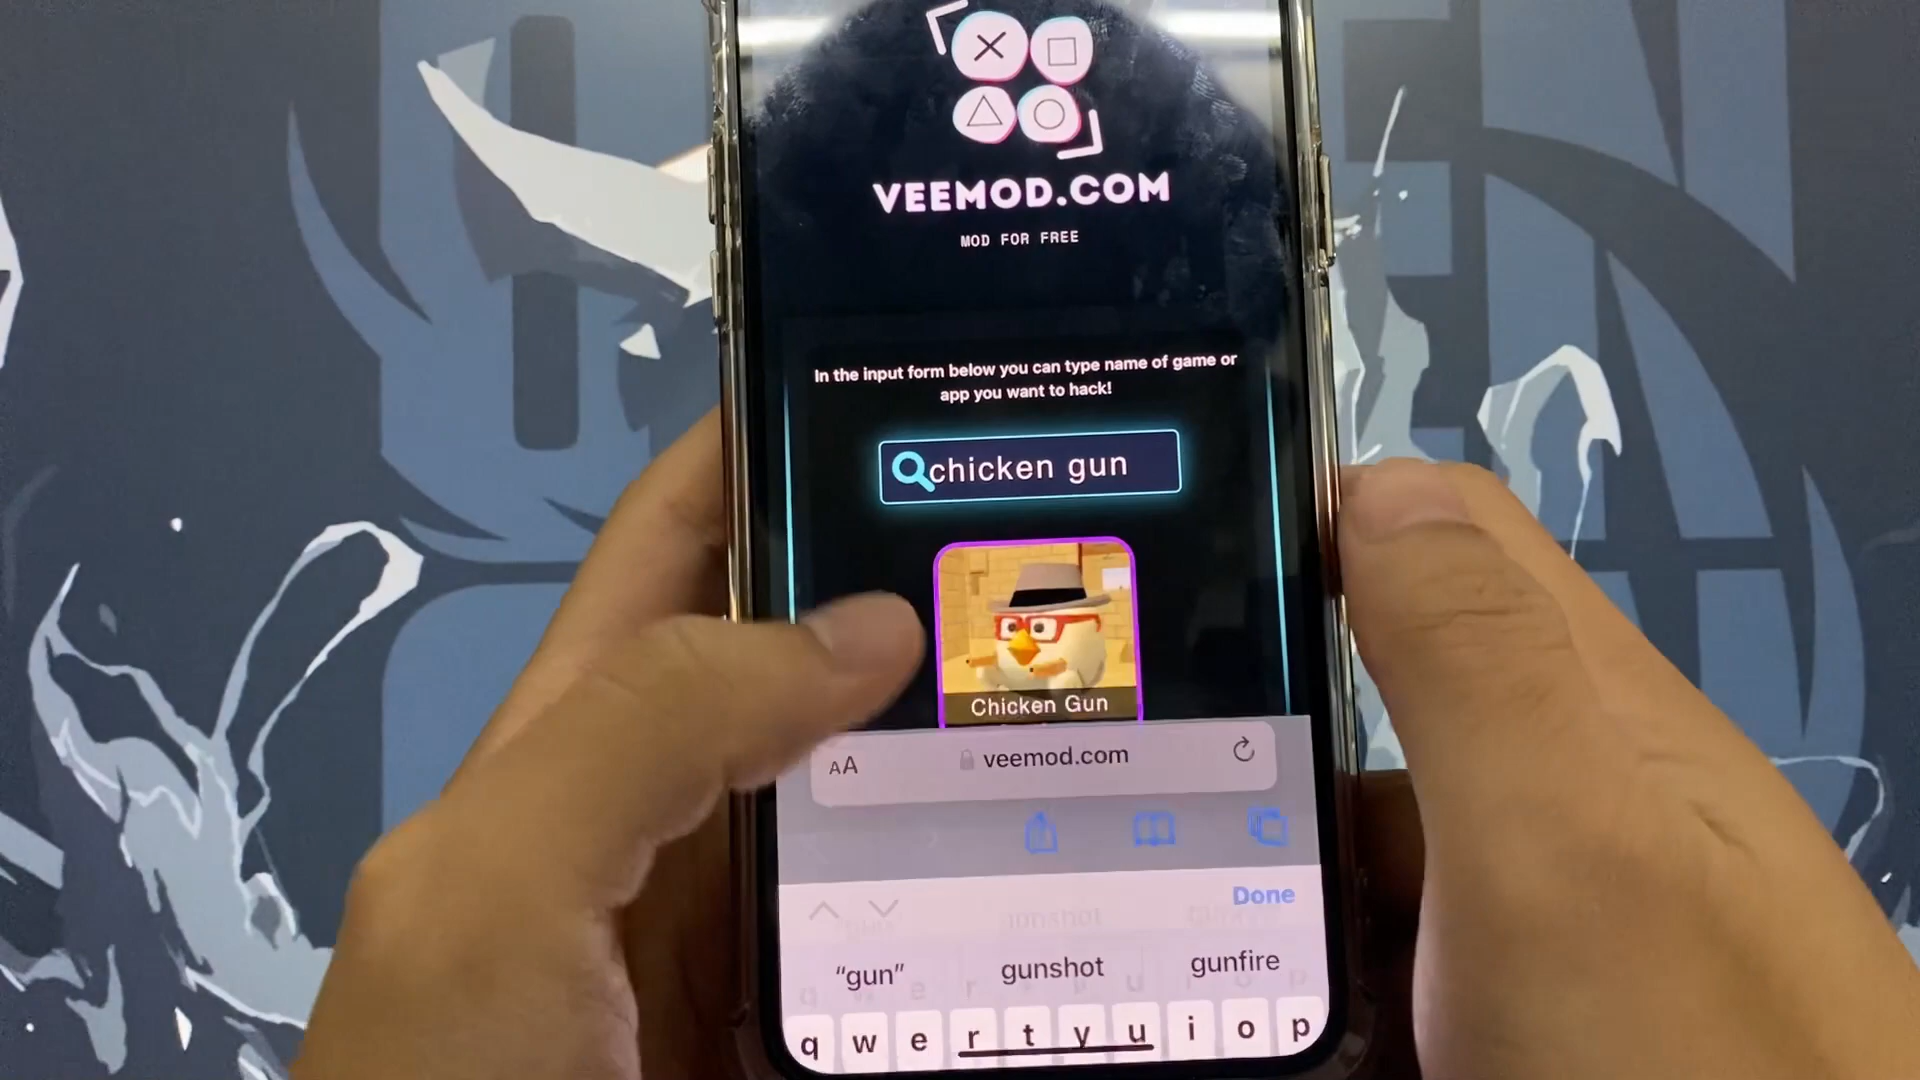 VEEMOD.COM
MOD FOR FREE
In the input form below you can type name of game or
app you want to hack!
chicken gun
Chicken Gun
AA
veemod.com
Done
“gun”
gunshot
gunfire
q w e r t y u i o p